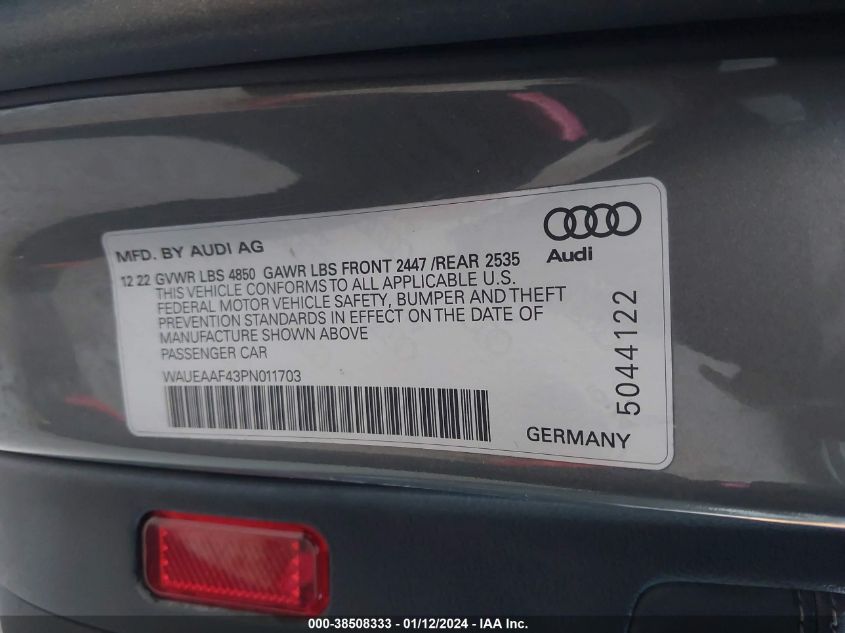 MFD. BY AUDI AG
12 22 GVWR LBS 4850 GAWR LBS FRONT 2447 /REAR 2535
THIS VEHICLE CONFORMS TO ALL APPLICABLE U.S.
FEDERAL MOTOR VEHICLE SAFETY, BUMPER AND THEFT
PREVENTION STANDARDS IN EFFECT ON THE DATE OF
MANUFACTURE SHOWN ABOVE
PASSENGER CAR
WAUEAAF43PN011703
Audi
5044122
GERMANY
000-38508333 - 01/12/2024 - IAA Inc.